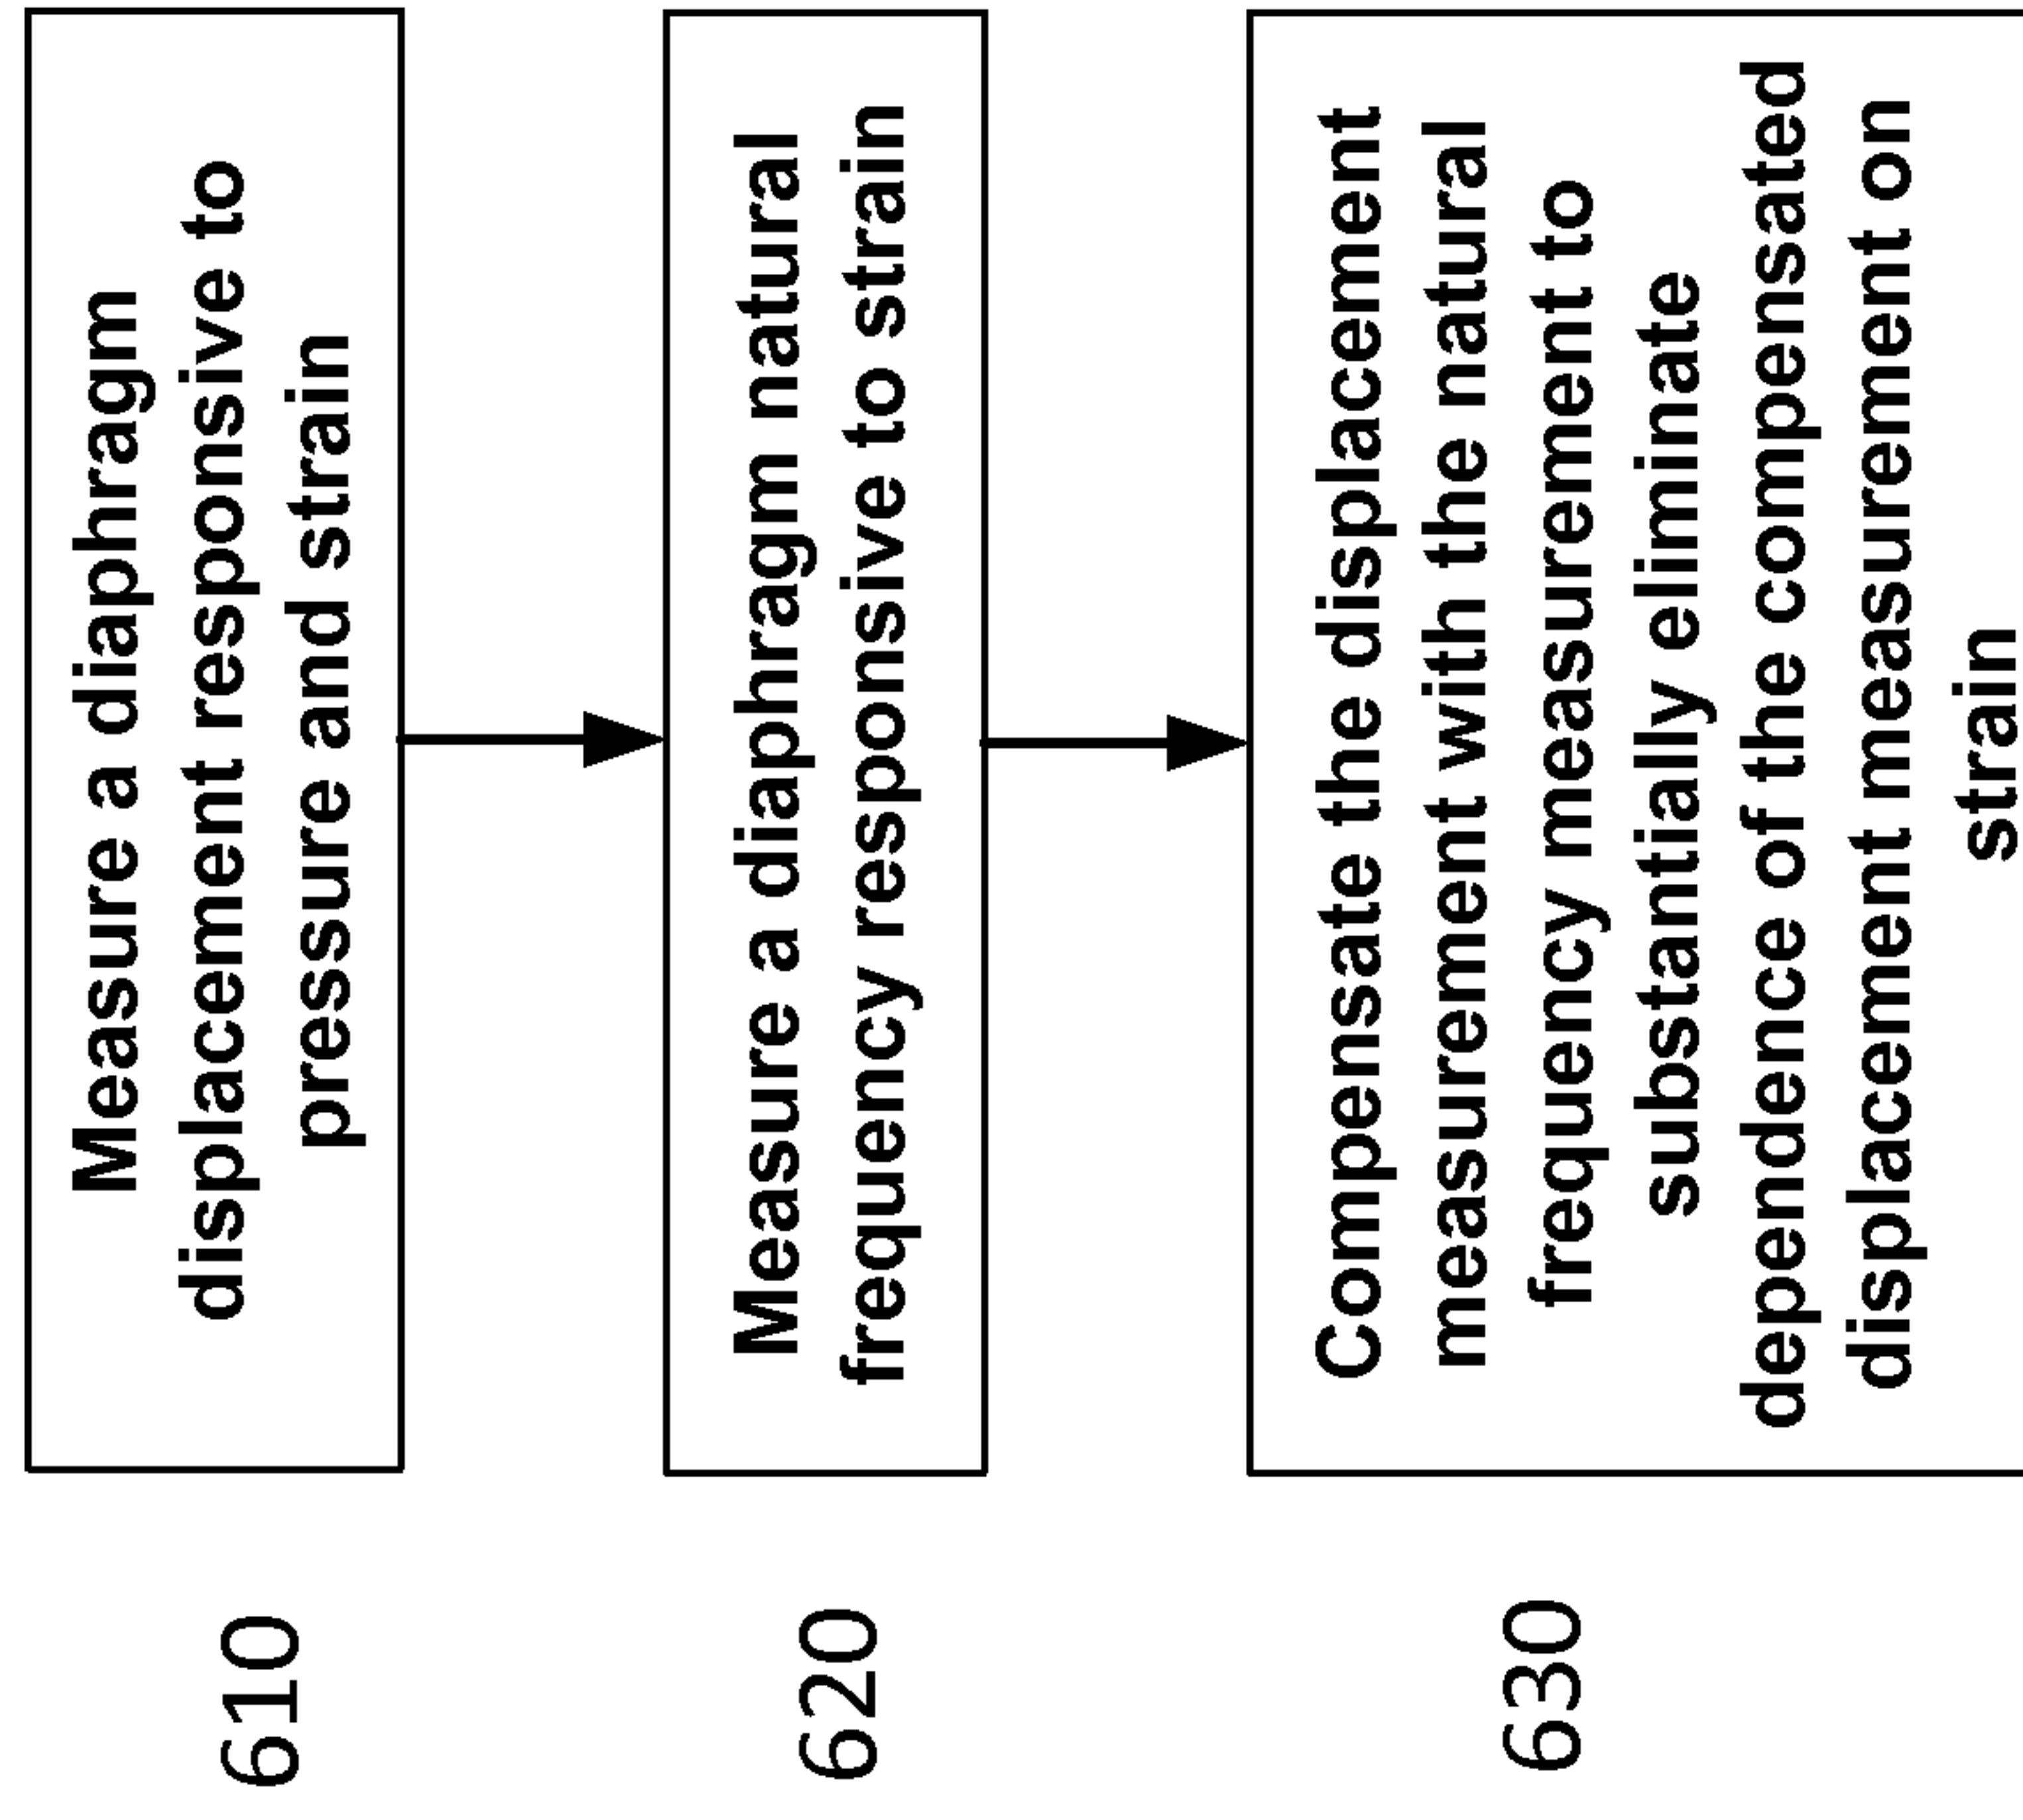 610
Measure a diaphragm
displacement responsive to
pressure and strain
620
Measure a diaphragm natural
frequency responsive to strain
630
Compensate the displacement
measurement with the natural
frequency measurement to
substantially eliminate
dependence of the compensated
displacement measurement on
strain